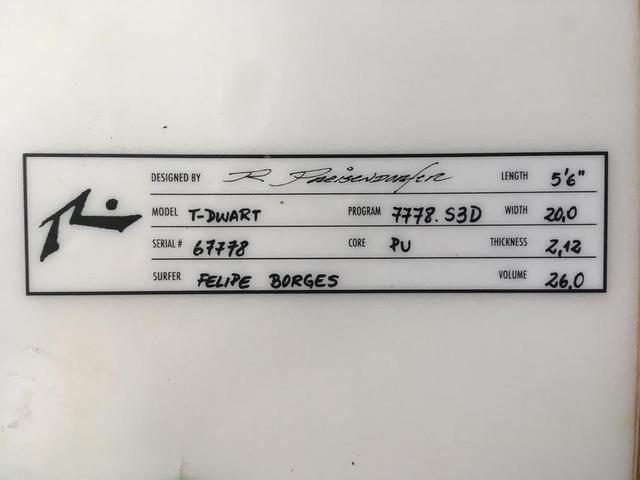 DESIGNED BY R Preisendorfer LENGTH 5'6"
MODEL T-DWART PROGRAM 7778.S3D WIDTH 20,0
SERIAL # 67778 CORE PU THICKNESS 2,12
SURFER FELIPE BORGES VOLUME 26,0